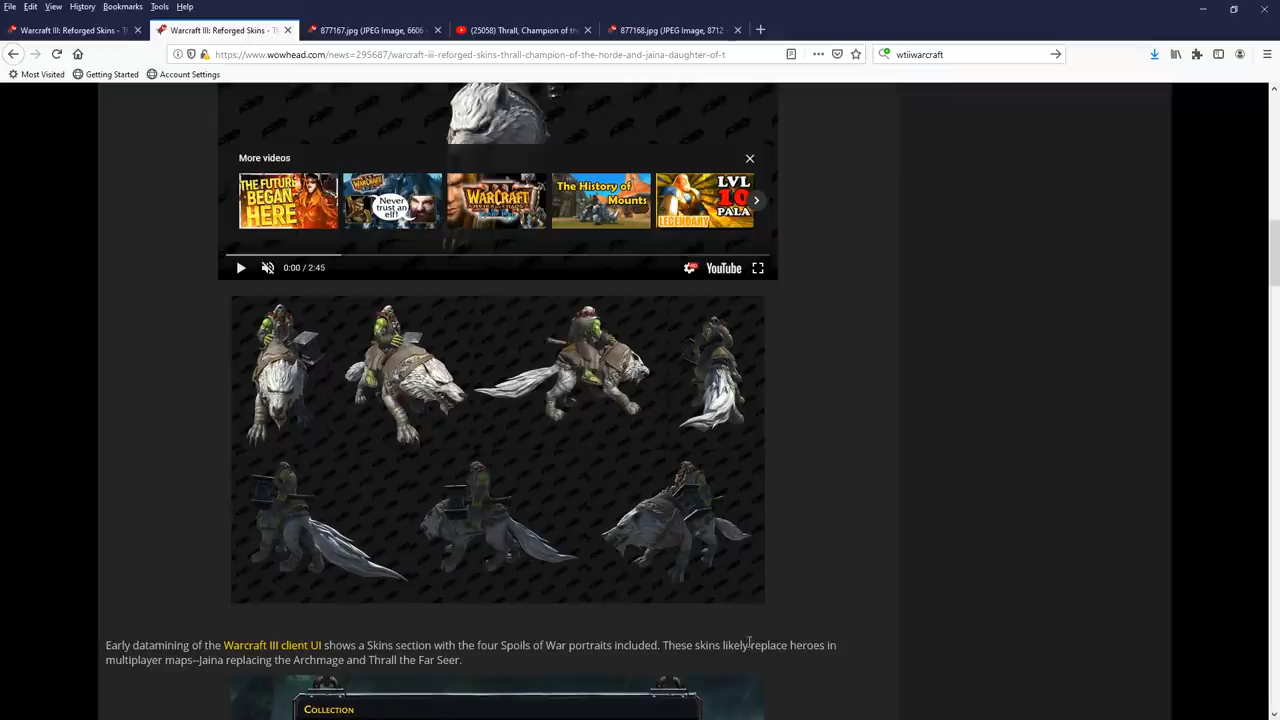 File Edit View History Bookmarks Tools Help
Warcraft III: Reforged Skins - T
Warcraft III: Reforged Skins - T
877167.jpg (JPEG Image, 6606
(25058) Thrall, Champion of the
877168.jpg (JPEG Image, 8712
https://www.wowhead.com/news=295687/warcraft-iii-reforged-skins-thrall-champion-of-the-horde-and-jaina-daughter-of-t
wtiiwarcraft
Most Visited Getting Started Account Settings
More videos
THE FUTURE
BEGAN
HERE
WARCRAFT
Never
trust an
elf!
WARCRAFT
The History of
Mounts
LVL
10
PALA
LEGENDARY
0:00 / 2:45
HD
YouTube
Early datamining of the Warcraft III client UI shows a Skins section with the four Spoils of War portraits included. These skins likely replace heroes in
multiplayer maps--Jaina replacing the Archmage and Thrall the Far Seer.
COLLECTION